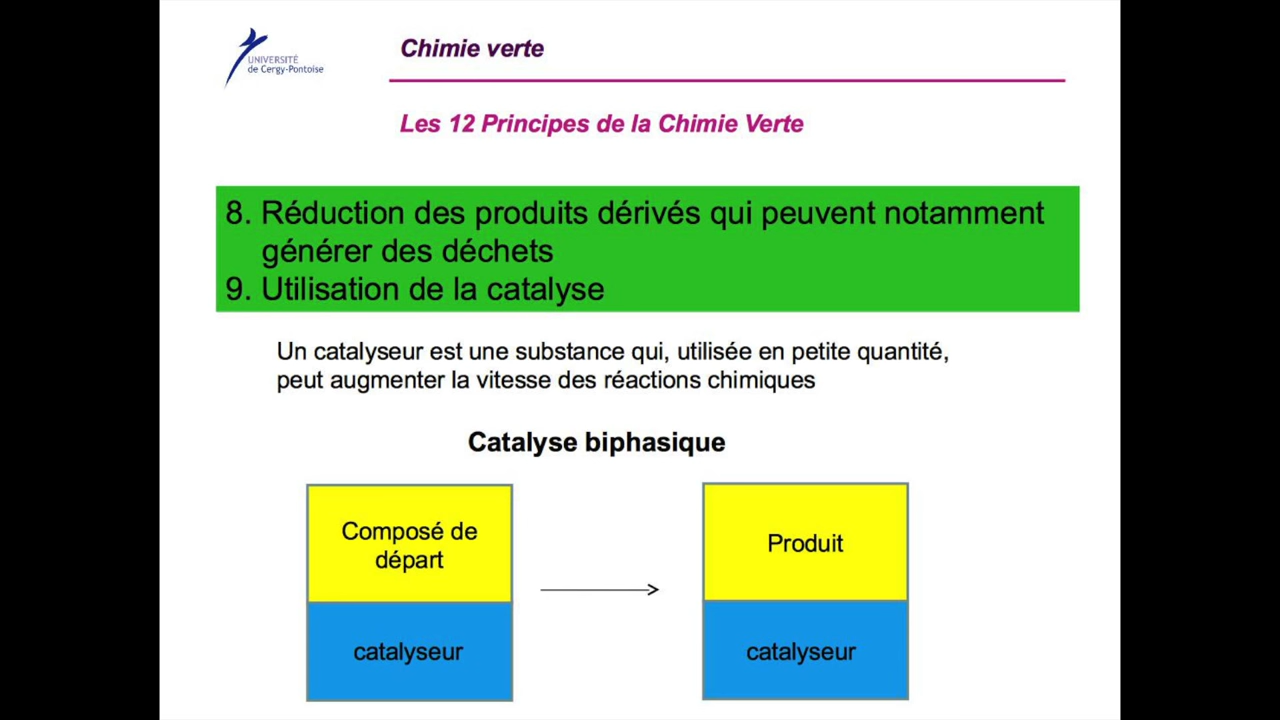 UNIVERSITÉ
de Cergy-Pontoise
Chimie verte
Les 12 Principes de la Chimie Verte
8. Réduction des produits dérivés qui peuvent notamment
générer des déchets
9. Utilisation de la catalyse
Un catalyseur est une substance qui, utilisée en petite quantité,
peut augmenter la vitesse des réactions chimiques
Catalyse biphasique
Composé de
départ
catalyseur
Produit
catalyseur